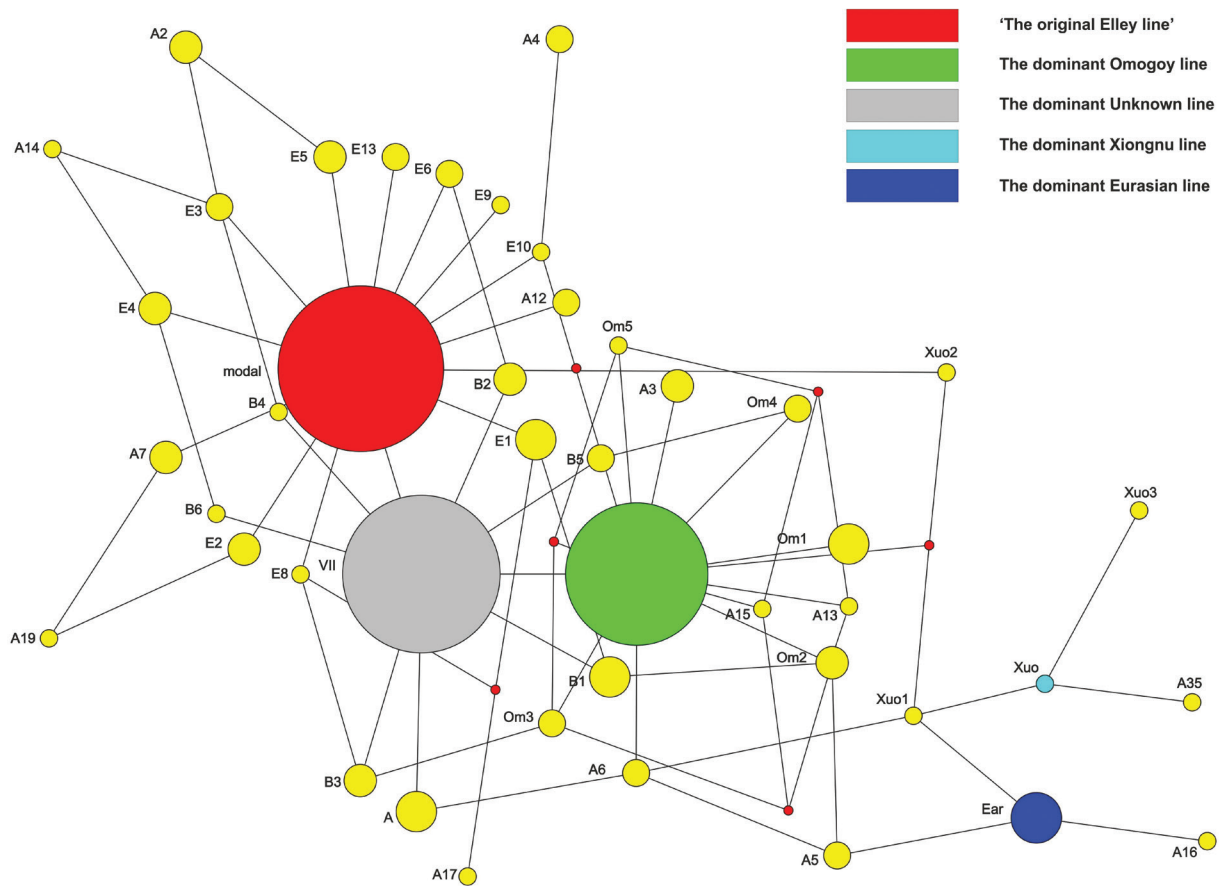 ‘The original Elley line’
The dominant Omogoy line
The dominant Unknown line
The dominant Xiongnu line
The dominant Eurasian line
A2
A4
A14
E5
E13
E6
E9
E3
E10
E4
A12
Om5
Xuo2
modal
B2
A3
Om4
B4
A7
E1
B5
B6
E2
VII
E8
Om1
Xuo3
A19
A15
A13
B1
Om2
Xuo
A35
Om3
Xuo1
B3
A6
A
Ear
A17
A5
A16